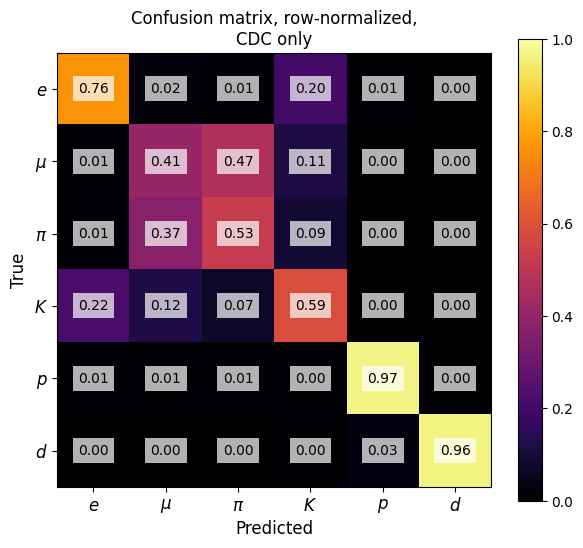 Confusion matrix, row-normalized,
CDC only
1.0
e 0.76 0.02 0.01 0.20 0.01 0.00
0.8
μ 0.01 0.41 0.47 0.11 0.00 0.00
0.6
π 0.01 0.37 0.53 0.09 0.00 0.00
True
K 0.22 0.12 0.07 0.59 0.00 0.00
0.4
p 0.01 0.01 0.01 0.00 0.97 0.00
0.2
d 0.00 0.00 0.00 0.00 0.03 0.96
0.0
e μ π K p d
Predicted